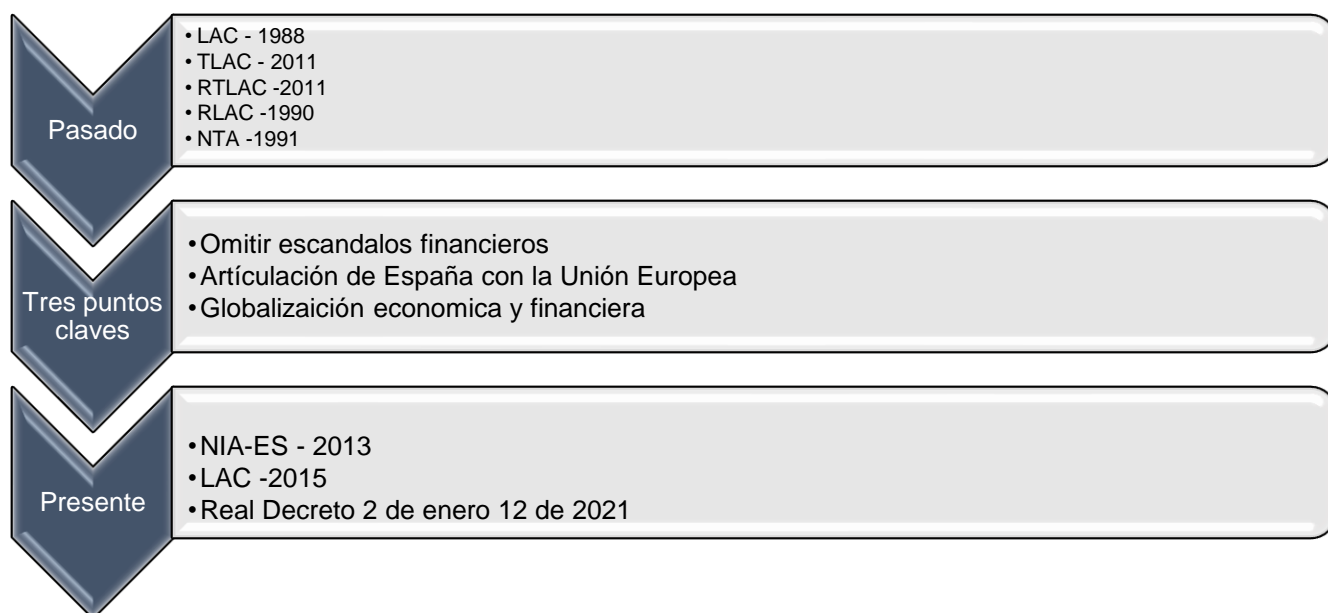 Pasado
• LAC - 1988
• TLAC - 2011
• RTLAC -2011
• RLAC -1990
• NTA -1991
Tres puntos
claves
•Omitir escandalos financieros
•Artículación de España con la Unión Europea
•Globalizaición economica y financiera
Presente
•NIA-ES - 2013
•LAC -2015
•Real Decreto 2 de enero 12 de 2021